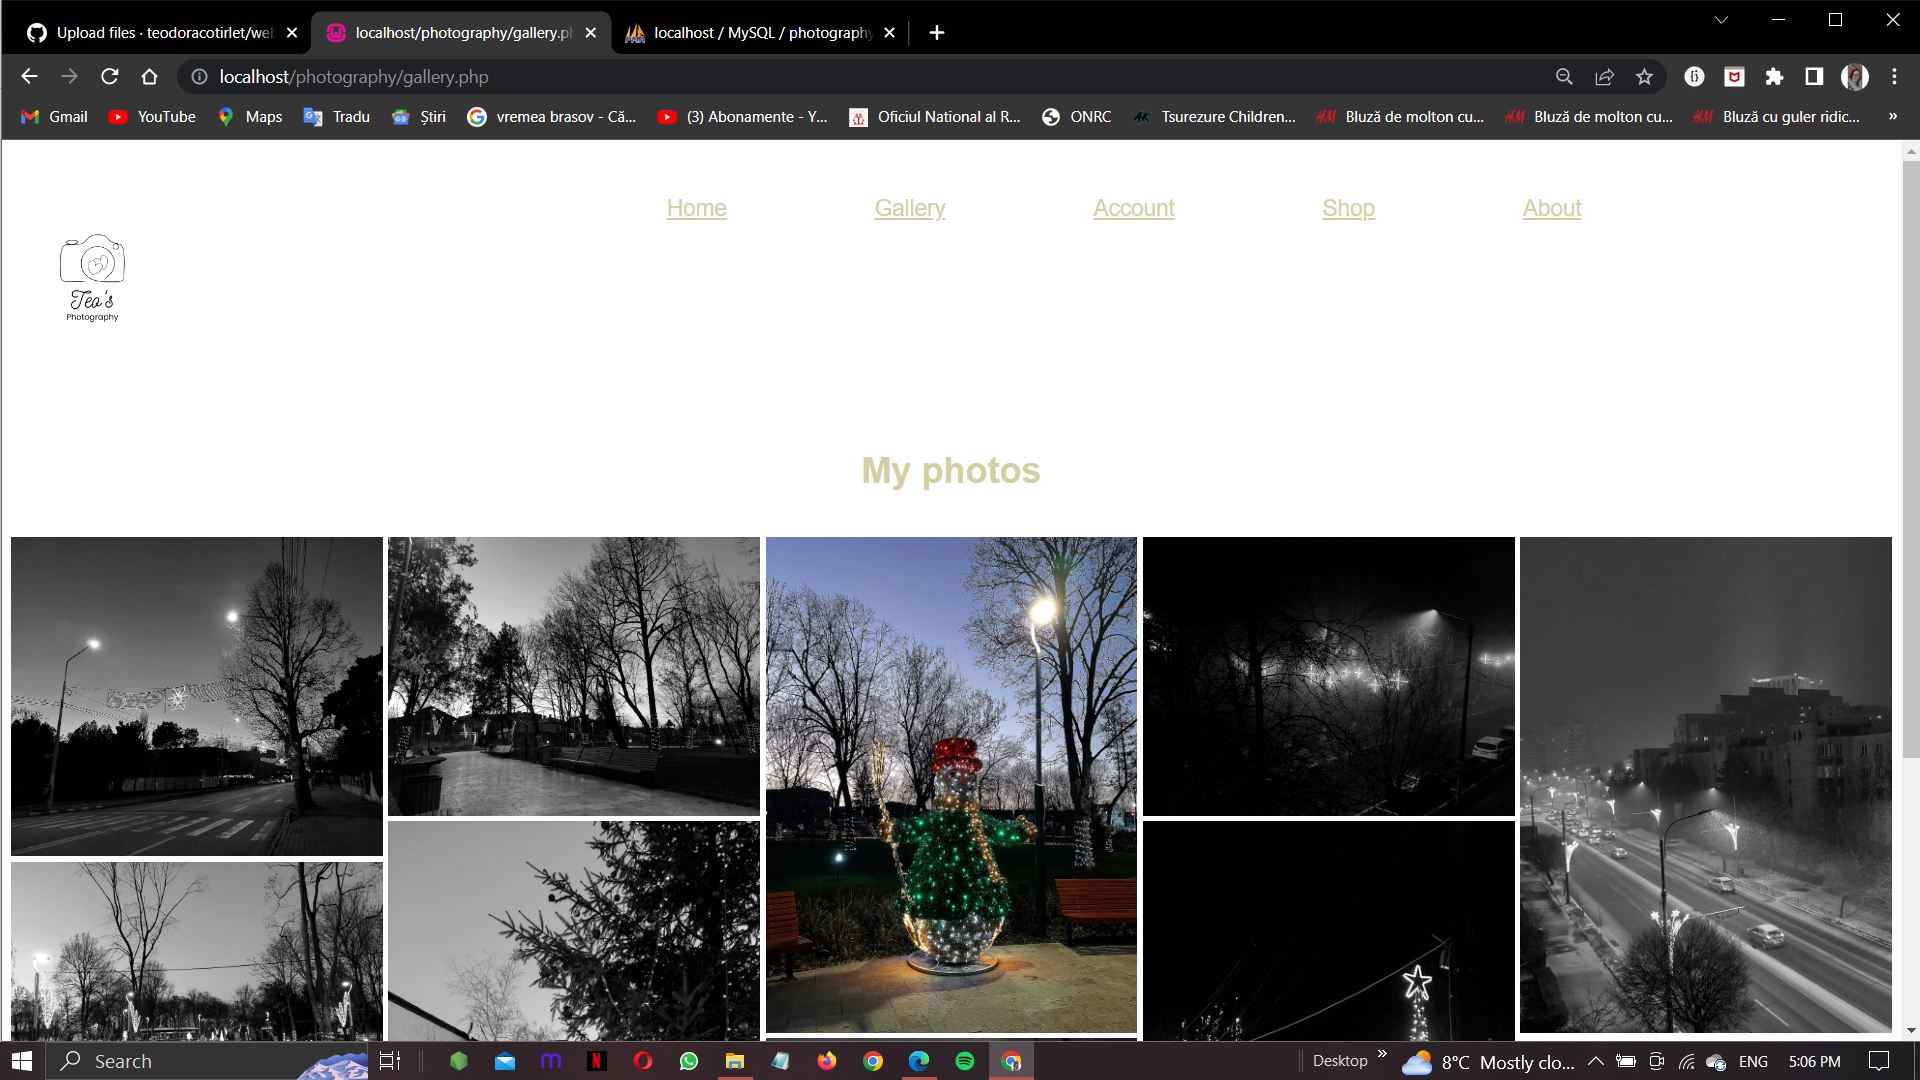 Upload files · teodoracotirlet/web
localhost/photography/gallery.ph
localhost / MySQL / photography
localhost/photography/gallery.php
Gmail
YouTube
Maps
Tradu
Știri
vremea brasov - Că...
(3) Abonamente - Y...
Oficiul National al R...
ONRC
Tsurezure Children...
Bluză de molton cu...
Bluză de molton cu...
Bluză cu guler ridic...
»
Home
Gallery
Account
Shop
About
Teo's
Photography
My photos
Search
Desktop
8°C Mostly clo...
ENG
5:06 PM